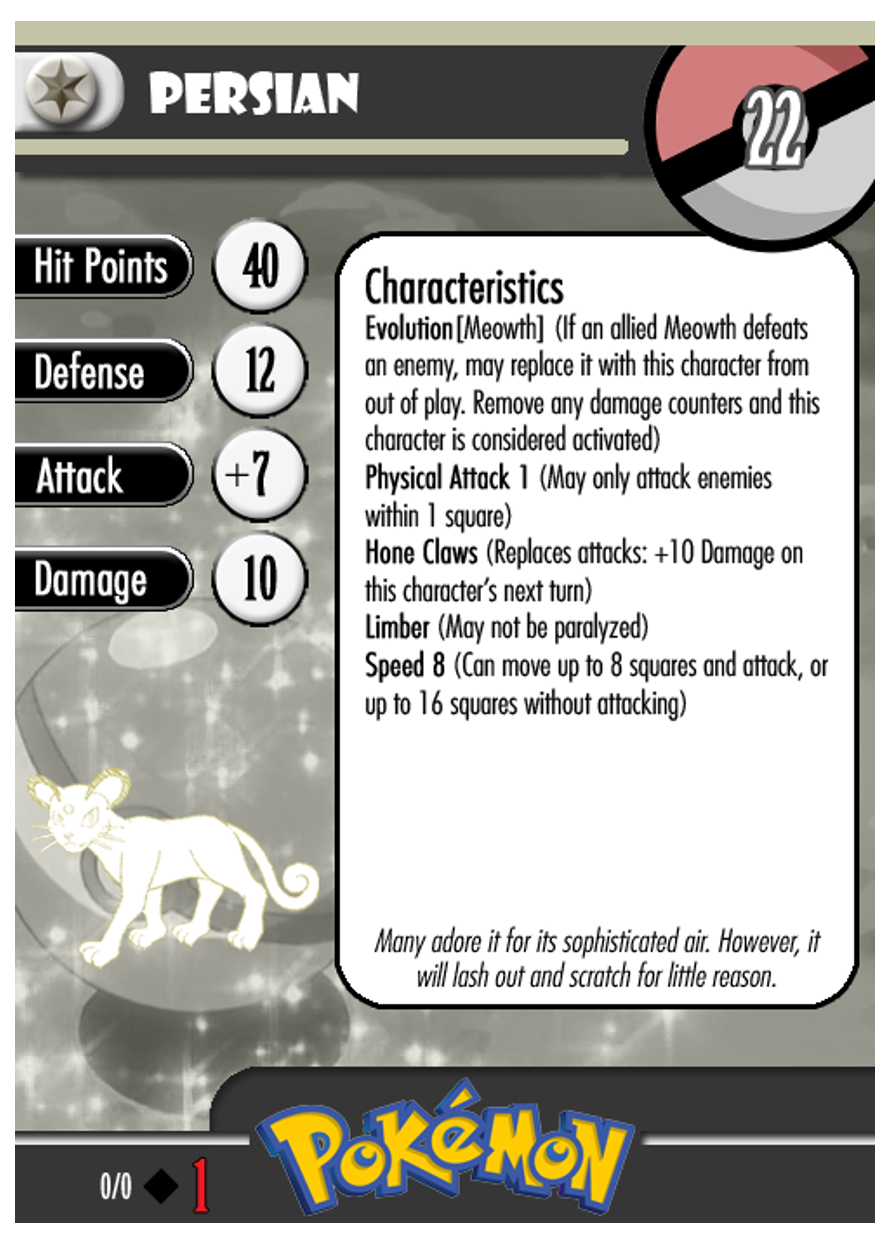 PERSIAN
22
Hit Points 40
Defense 12
Attack +7
Damage 10
Characteristics
Evolution[Meowth] (If an allied Meowth defeats
an enemy, may replace it with this character from
out of play. Remove any damage counters and this
character is considered activated)
Physical Attack 1 (May only attack enemies
within 1 square)
Hone Claws (Replaces attacks: +10 Damage on
this character's next turn)
Limber (May not be paralyzed)
Speed 8 (Can move up to 8 squares and attack, or
up to 16 squares without attacking)
Many adore it for its sophisticated air. However, it
will lash out and scratch for little reason.
0/0 ◆ 1
POKéMON